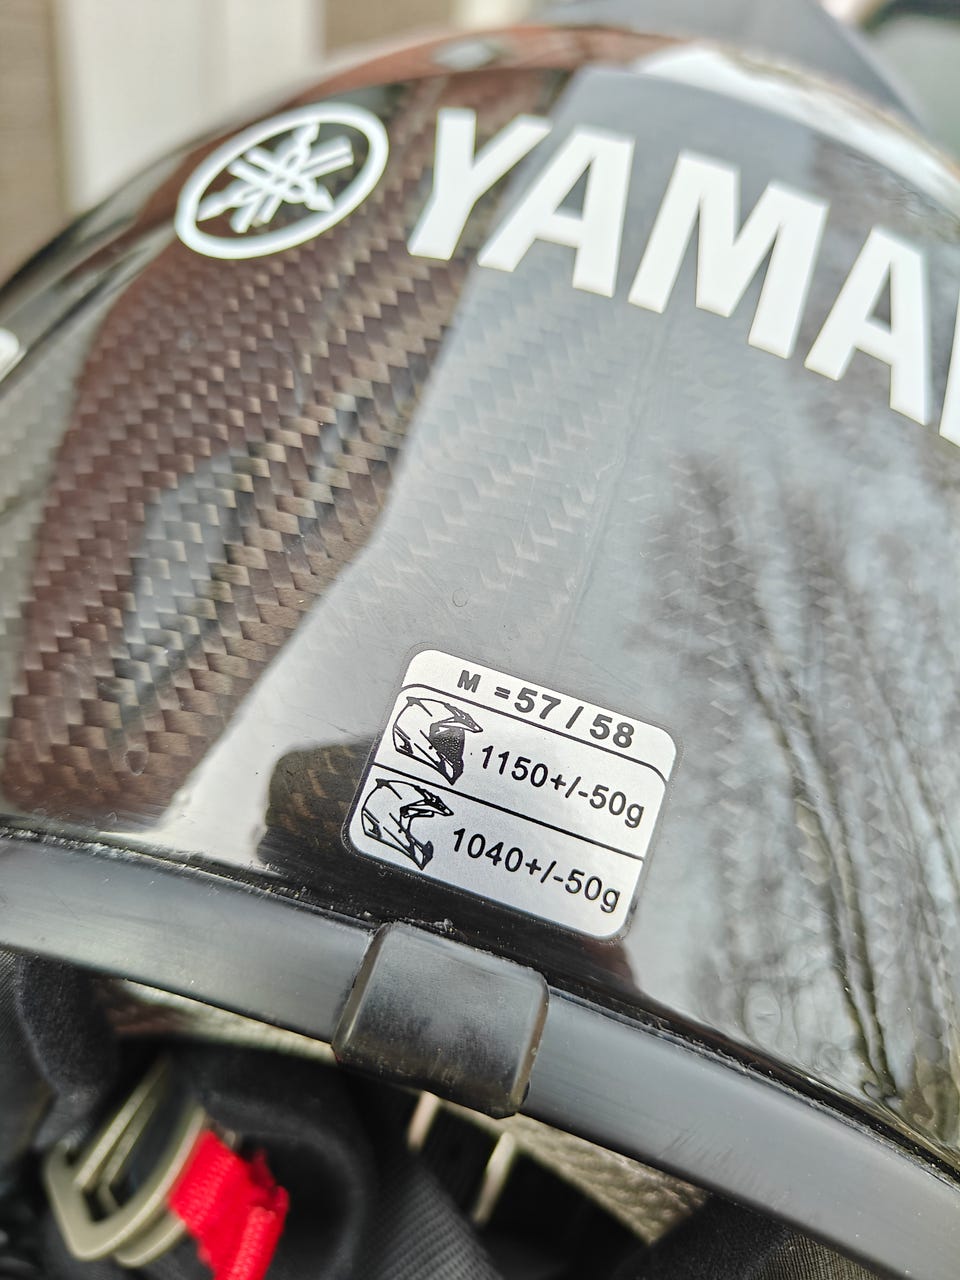 YAMA
M = 57 / 58
1150+/-50g
1040+/-50g